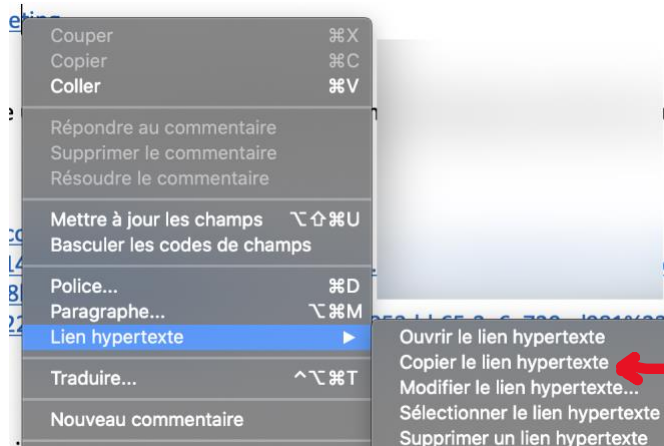 eting
Couper ⌘X
Copier ⌘C
Coller ⌘V
Répondre au commentaire
Supprimer le commentaire
Résoudre le commentaire
Mettre à jour les champs ⌥⇧⌘U
Basculer les codes de champs
Police... ⌘D
Paragraphe... ⌥⌘M
Lien hypertexte ▶
Ouvrir le lien hypertexte
Copier le lien hypertexte
Traduire... ^⌥⌘T
Modifier le lien hypertexte...
Sélectionner le lien hypertexte
Nouveau commentaire
Supprimer un lien hypertexte